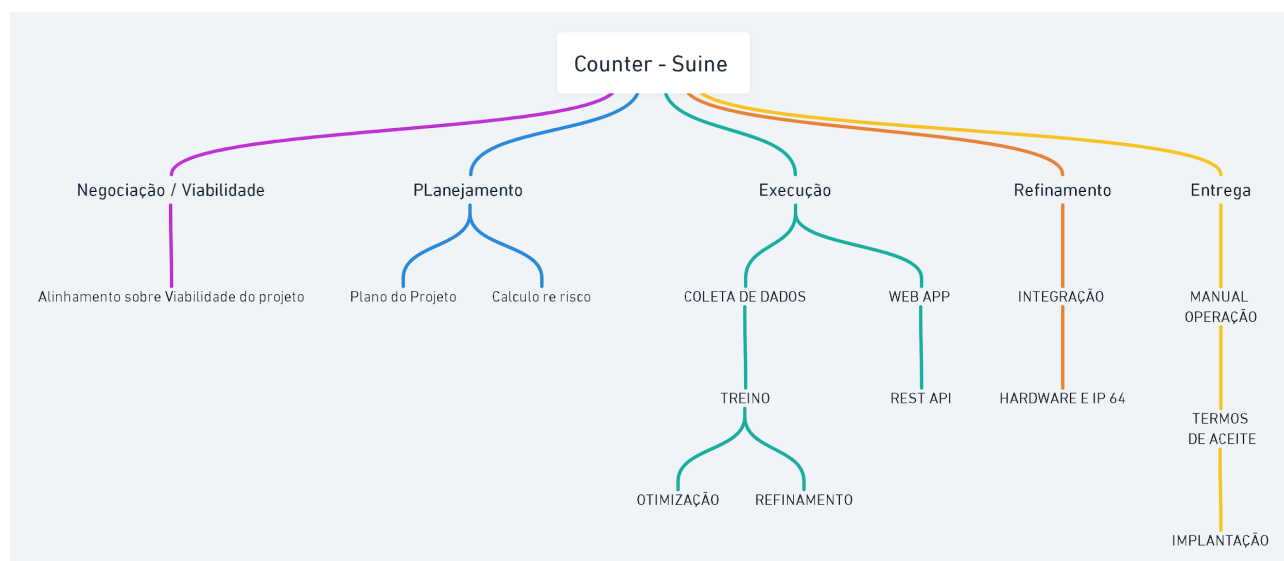 Counter - Suine
Negociação / Viabilidade
PLanejamento
Execução
Refinamento
Entrega
Alinhamento sobre Viabilidade do projeto
Plano do Projeto
Calculo re risco
COLETA DE DADOS
WEB APP
INTEGRAÇÃO
MANUAL
OPERAÇÃO
TREINO
REST API
HARDWARE E IP 64
TERMOS
DE ACEITE
OTIMIZAÇÃO
REFINAMENTO
IMPLANTAÇÃO